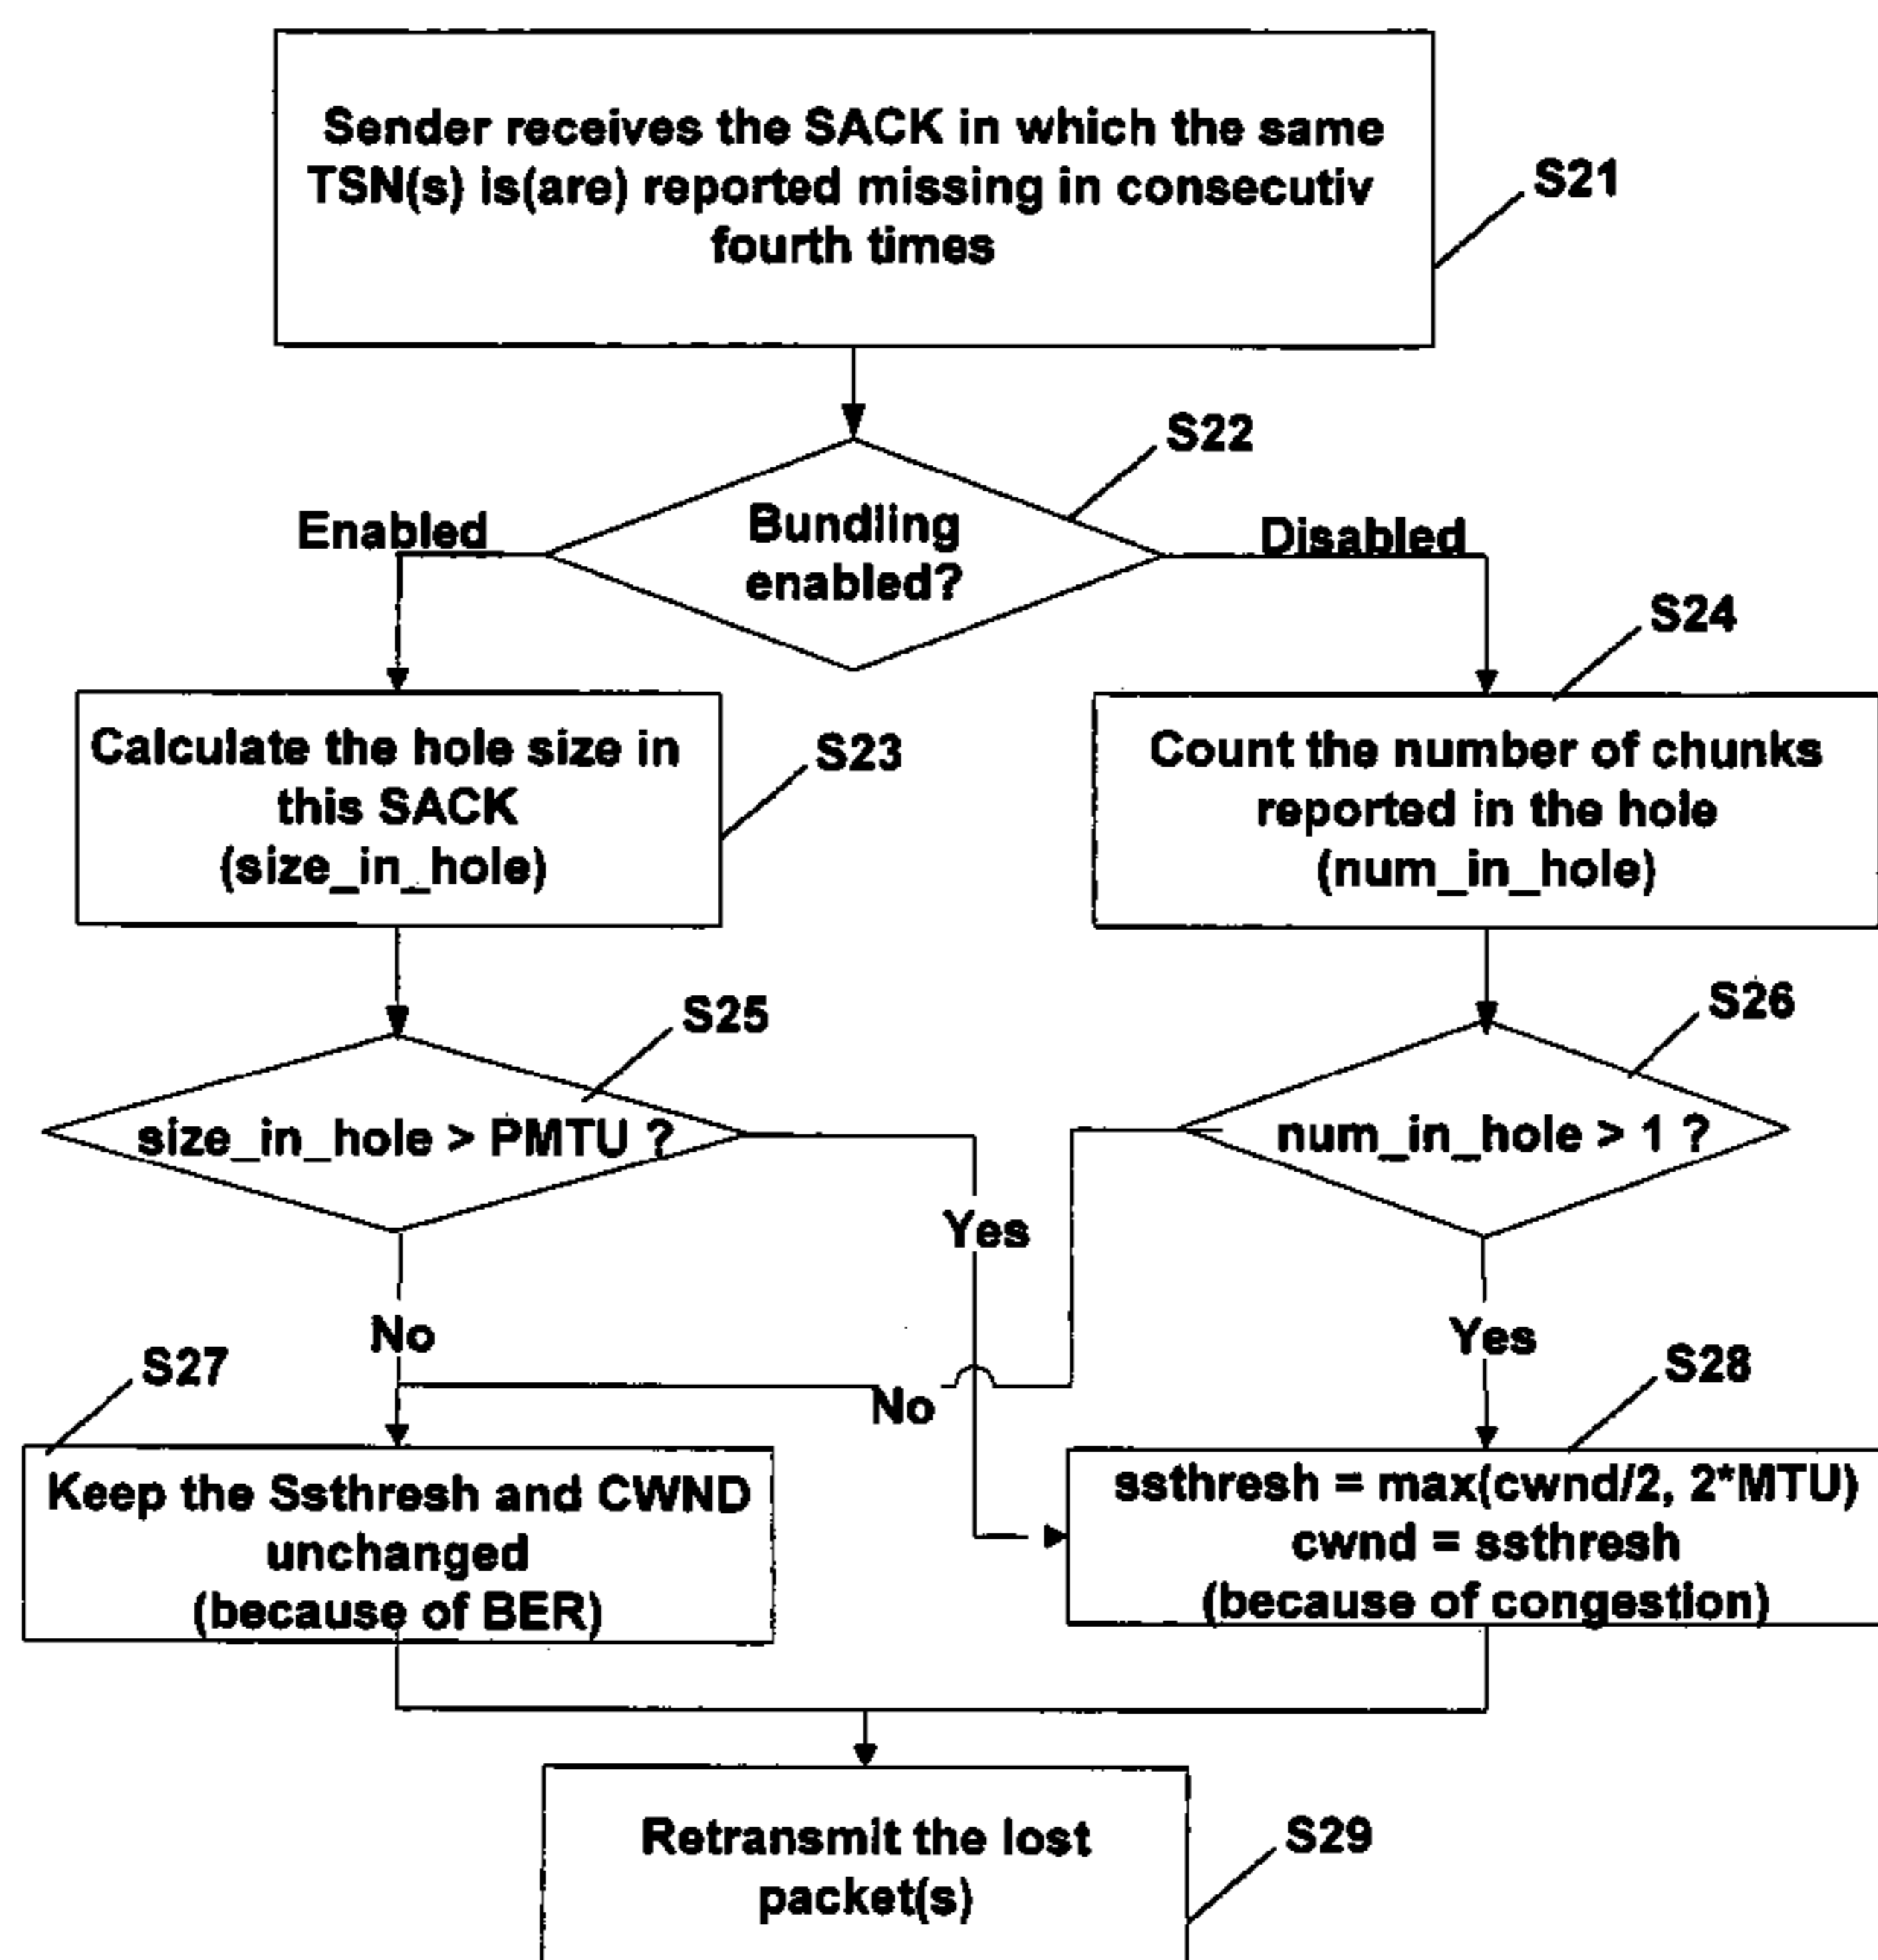 Sender receives the SACK in which the same
TSN(s) is(are) reported missing in consecutiv
fourth times
S21
S22
Enabled
Bundling
enabled?
Disabled
S24
Calculate the hole size in
this SACK
(size_in_hole)
S23
Count the number of chunks
reported in the hole
(num_in_hole)
S25
S26
size_in_hole > PMTU ?
num_in_hole > 1 ?
Yes
No
Yes
S27
S28
No
Keep the Ssthresh and CWND
unchanged
(because of BER)
ssthresh = max(cwnd/2, 2*MTU)
cwnd = ssthresh
(because of congestion)
Retransmit the lost
packet(s)
S29